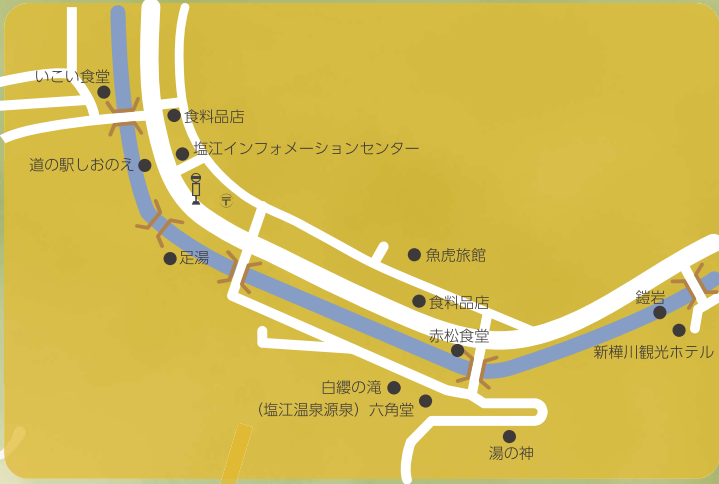 いこい食堂
食料品店
塩江インフォメーションセンター
道の駅しおのえ
〒
足湯
魚虎旅館
食料品店
鎧岩
赤松食堂
新樺川観光ホテル
白纓の滝
（塩江温泉源泉）六角堂
湯の神